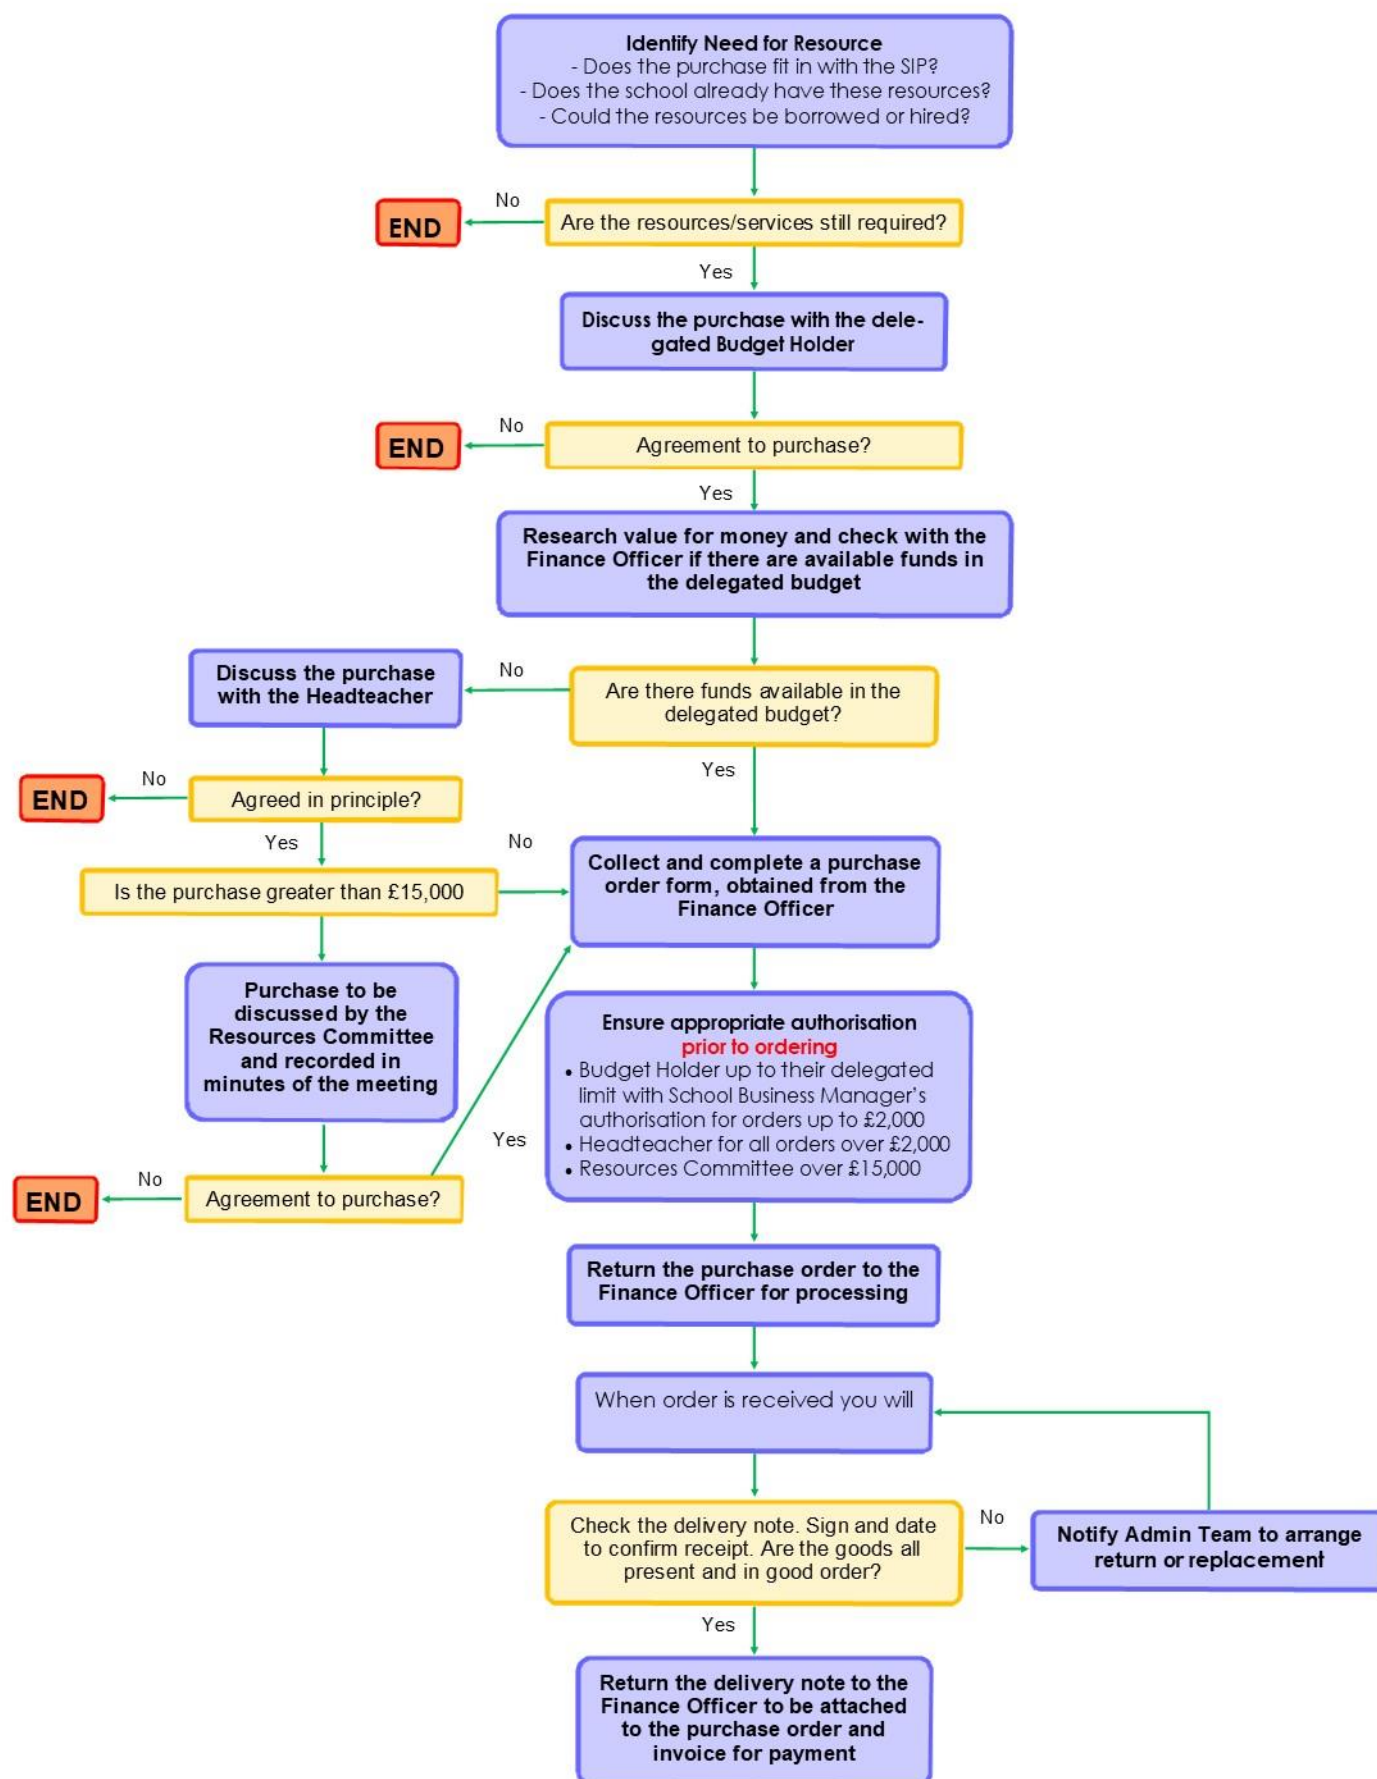 Identify Need for Resource
- Does the purchase fit in with the SIP?
- Does the school already have these resources?
- Could the resources be borrowed or hired?
No
END
Are the resources/services still required?
Yes
Discuss the purchase with the dele-
gated Budget Holder
No
END
Agreement to purchase?
Yes
Research value for money and check with the
Finance Officer if there are available funds in
the delegated budget
Discuss the purchase
with the Headteacher
No
Are there funds available in the
delegated budget?
Yes
No
END
Agreed in principle?
Yes
No
Is the purchase greater than £15,000
Collect and complete a purchase
order form, obtained from the
Finance Officer
Purchase to be
discussed by the
Resources Committee
and recorded in
minutes of the meeting
Ensure appropriate authorisation
prior to ordering
• Budget Holder up to their delegated
limit with School Business Manager's
authorisation for orders up to £2,000
• Headteacher for all orders over £2,000
• Resources Committee over £15,000
Yes
No
END
Agreement to purchase?
Return the purchase order to the
Finance Officer for processing
When order is received you will
Check the delivery note. Sign and date
to confirm receipt. Are the goods all
present and in good order?
No
Notify Admin Team to arrange
return or replacement
Yes
Return the delivery note to the
Finance Officer to be attached
to the purchase order and
invoice for payment